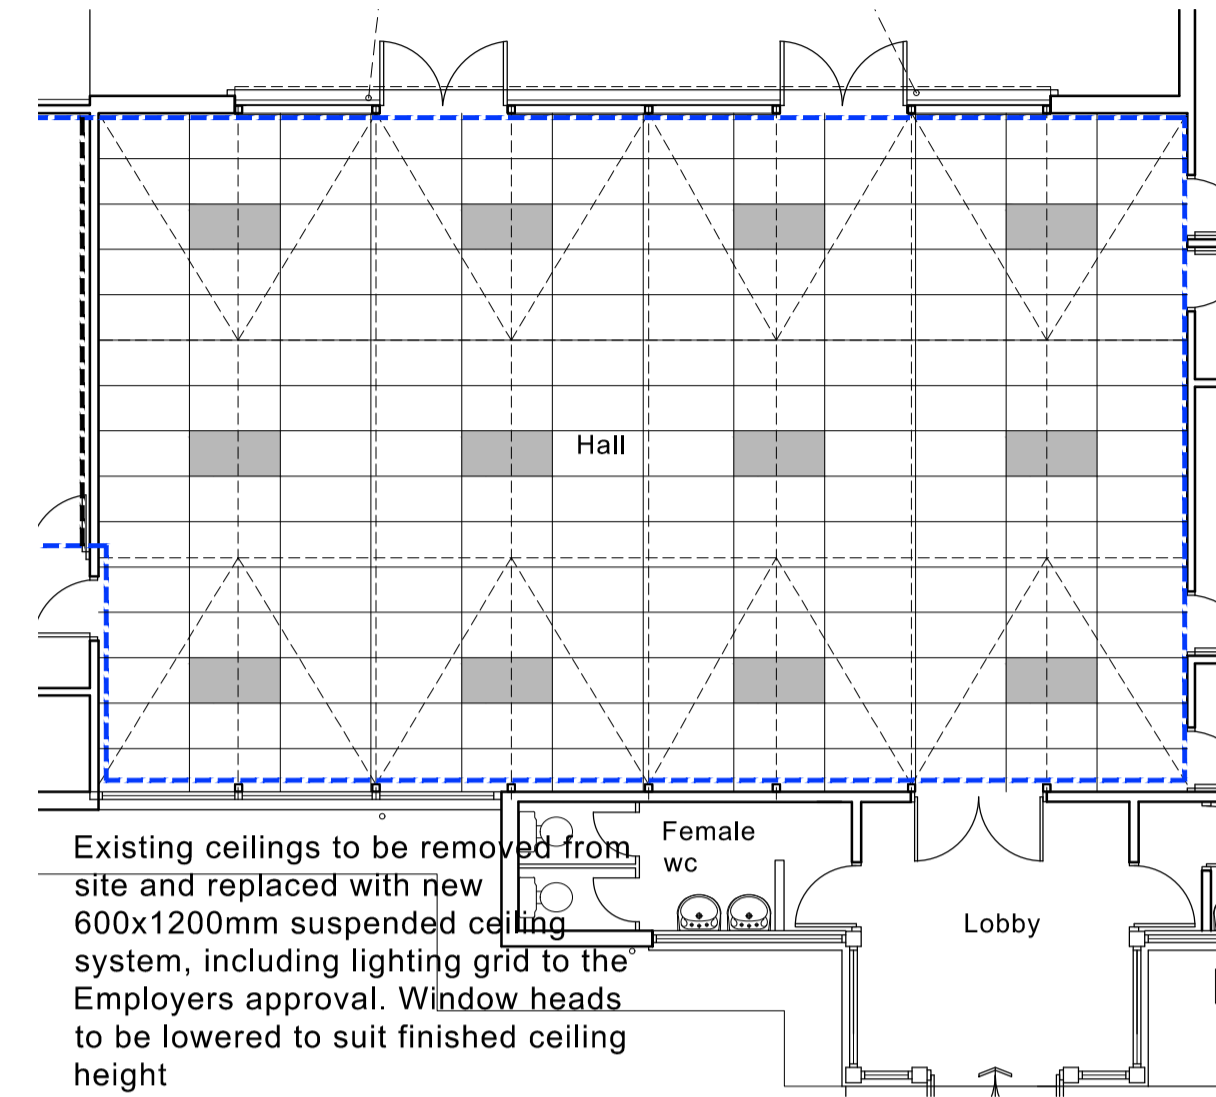 Hall
Female
wc
Lobby
Existing ceilings to be removed from
site and replaced with new
600x1200mm suspended ceiling
system, including lighting grid to the
Employers approval. Window heads
to be lowered to suit finished ceiling
height